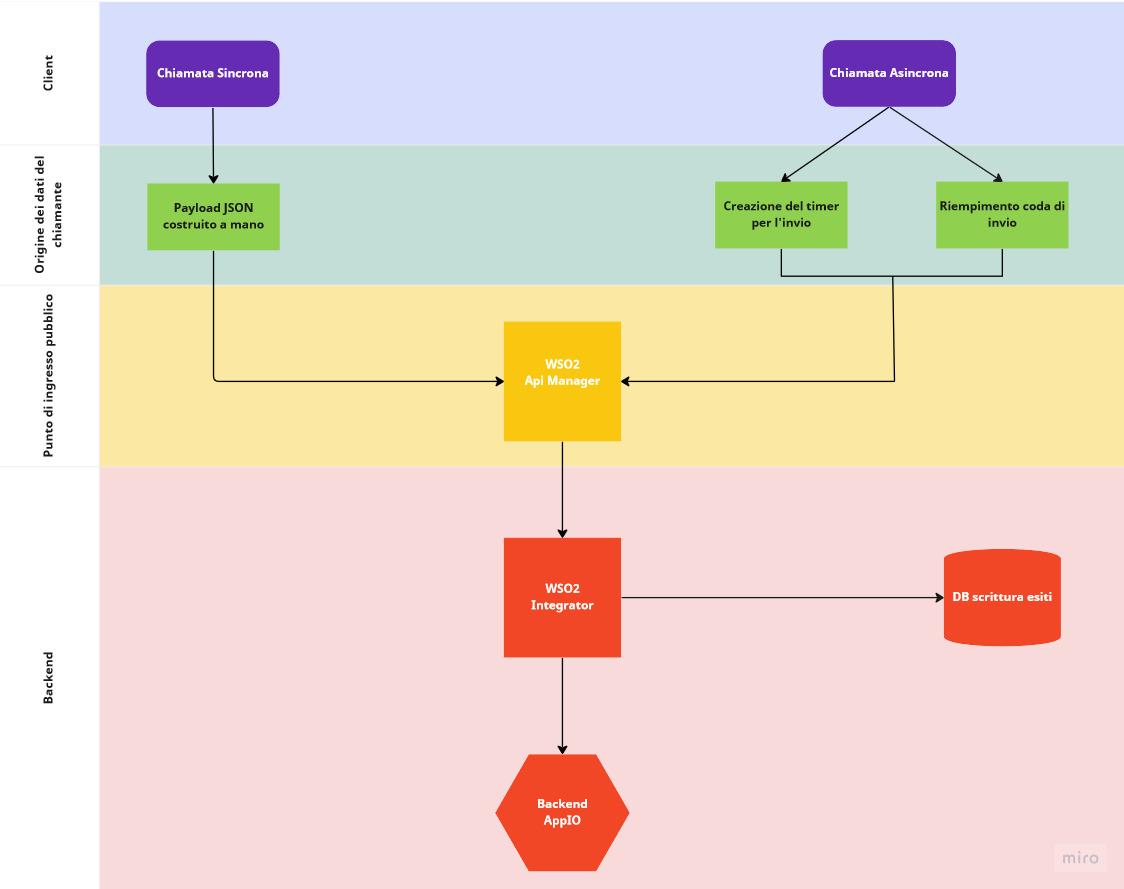 Client
Chiamata Sincrona
Chiamata Asincrona
Origine dei dati del
chiamante
Payload JSON
costruito a mano
Creazione del timer
per l'invio
Riempimento coda di
invio
Punto di ingresso pubblico
WSO2
Api Manager
Backend
WSO2
Integrator
DB scrittura esiti
Backend
AppIO
miro